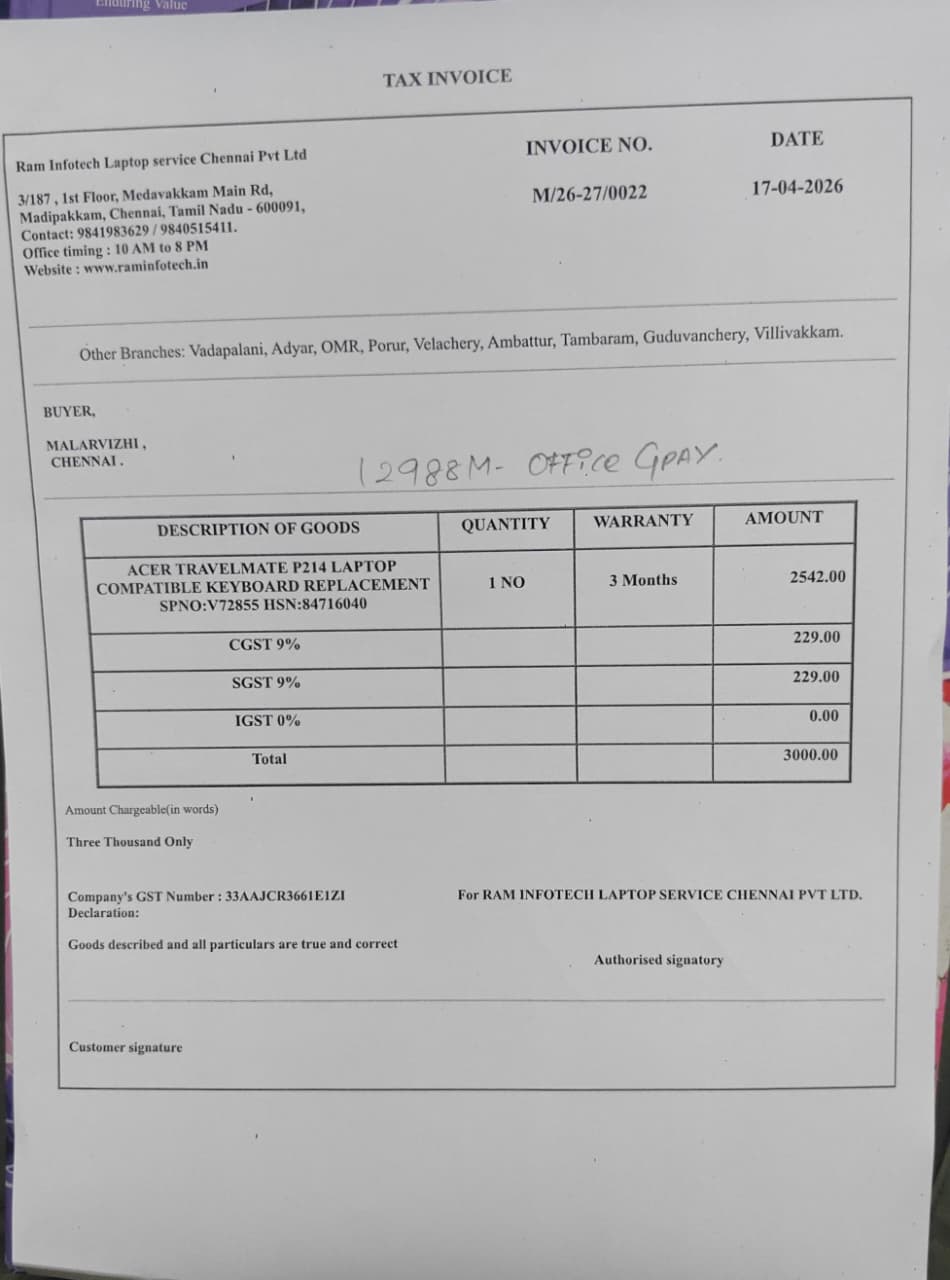 Enduring Value
TAX INVOICE
Ram Infotech Laptop service Chennai Pvt Ltd
3/187 , 1st Floor, Medavakkam Main Rd,
Madipakkam, Chennai, Tamil Nadu - 600091,
Contact: 9841983629 / 9840515411.
Office timing : 10 AM to 8 PM
Website : www.raminfotech.in
INVOICE NO.
M/26-27/0022
DATE
17-04-2026
Other Branches: Vadapalani, Adyar, OMR, Porur, Velachery, Ambattur, Tambaram, Guduvanchery, Villivakkam.
BUYER,
MALARVIZHI ,
CHENNAI .
12988M- OFFice GPAY.
DESCRIPTION OF GOODS QUANTITY WARRANTY AMOUNT
ACER TRAVELMATE P214 LAPTOP
COMPATIBLE KEYBOARD REPLACEMENT
SPNO:V72855 HSN:84716040
1 NO 3 Months 2542.00
CGST 9% 229.00
SGST 9% 229.00
IGST 0% 0.00
Total 3000.00
Amount Chargeable(in words)
Three Thousand Only
Company's GST Number : 33AAJCR3661E1ZI
Declaration:
Goods described and all particulars are true and correct
For RAM INFOTECH LAPTOP SERVICE CHENNAI PVT LTD.
Authorised signatory
Customer signature